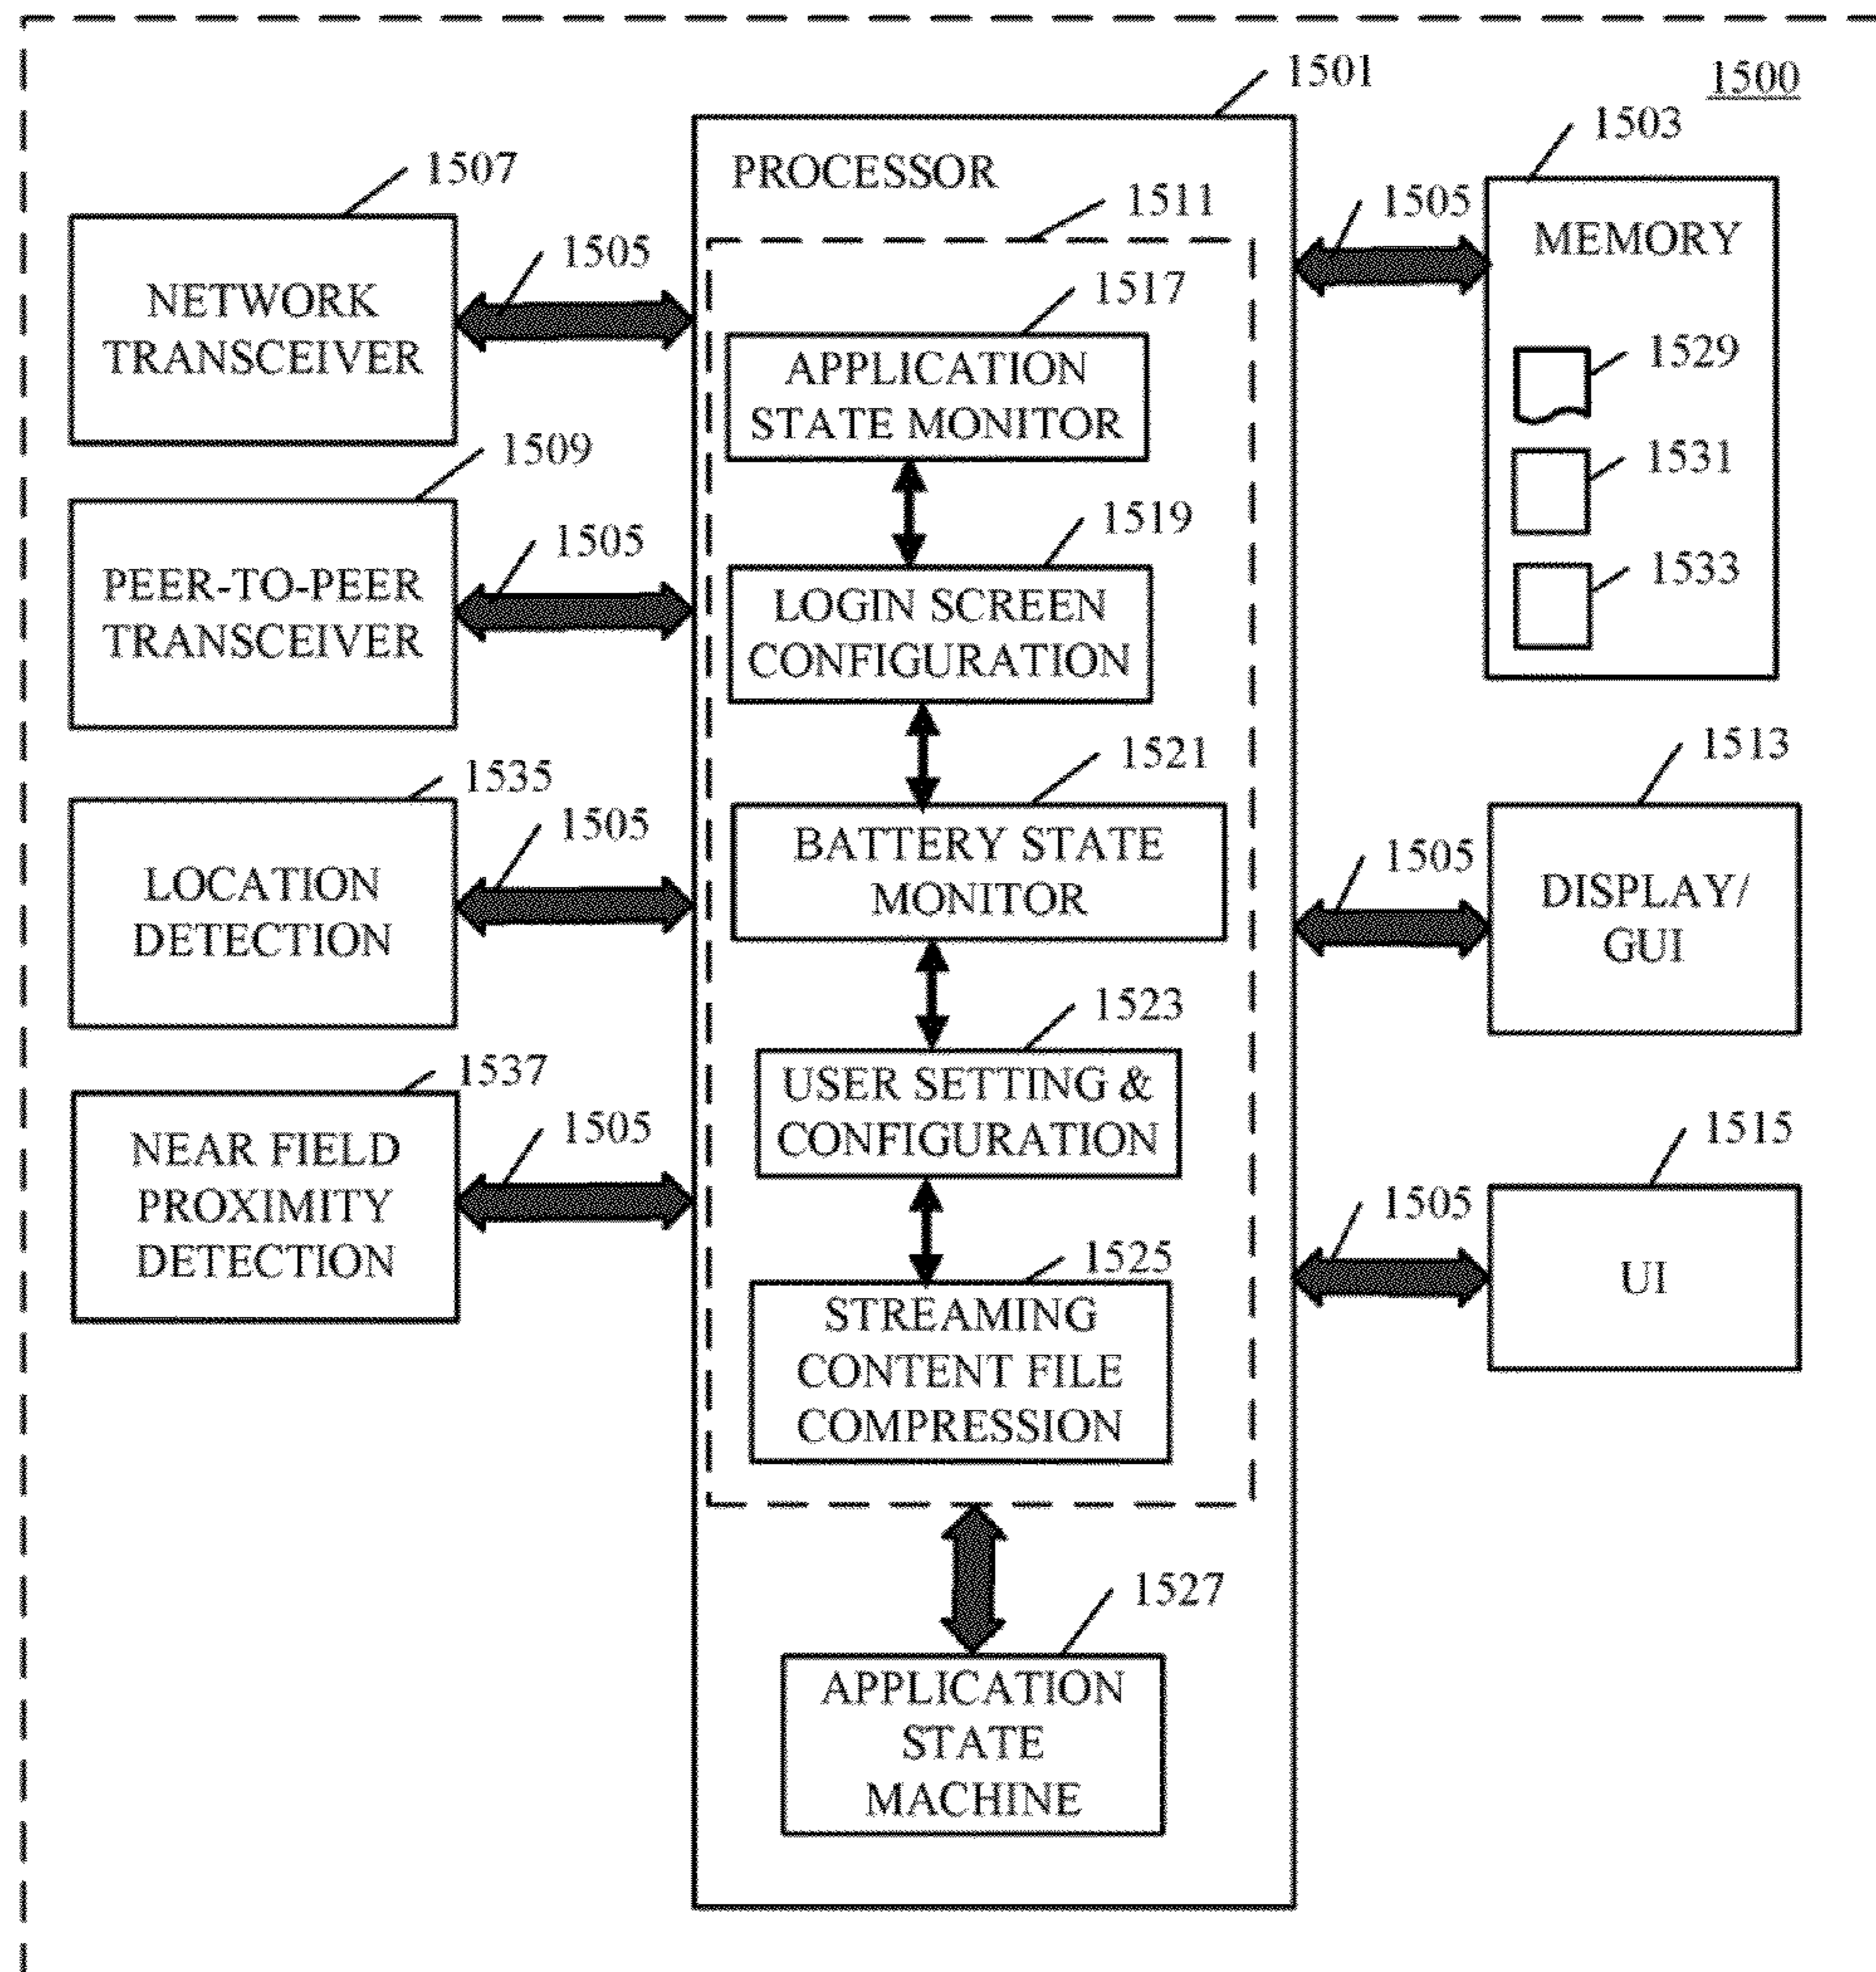 1500
1501
1503
PROCESSOR
1507
1511
1505
MEMORY
NETWORK
TRANSCEIVER
1505
1517
APPLICATION
STATE MONITOR
1529
1531
1533
1509
PEER-TO-PEER
TRANSCEIVER
1505
1519
LOGIN SCREEN
CONFIGURATION
1535
LOCATION
DETECTION
1505
1521
BATTERY STATE
MONITOR
1513
1505
DISPLAY/
GUI
1537
NEAR FIELD
PROXIMITY
DETECTION
1505
1523
USER SETTING &
CONFIGURATION
1515
1505
UI
1525
STREAMING
CONTENT FILE
COMPRESSION
1527
APPLICATION
STATE
MACHINE